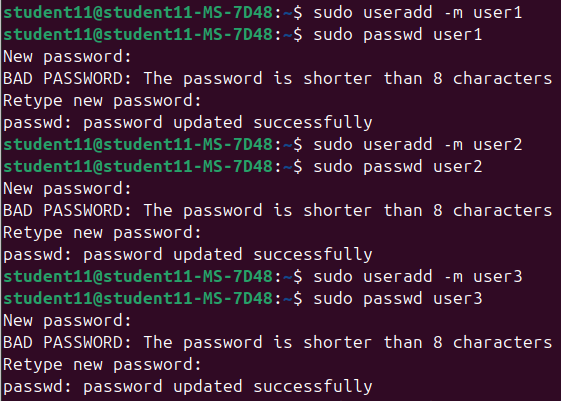 student11@student11-MS-7D48:~$ sudo useradd -m user1
student11@student11-MS-7D48:~$ sudo passwd user1
New password:
BAD PASSWORD: The password is shorter than 8 characters
Retype new password:
passwd: password updated successfully
student11@student11-MS-7D48:~$ sudo useradd -m user2
student11@student11-MS-7D48:~$ sudo passwd user2
New password:
BAD PASSWORD: The password is shorter than 8 characters
Retype new password:
passwd: password updated successfully
student11@student11-MS-7D48:~$ sudo useradd -m user3
student11@student11-MS-7D48:~$ sudo passwd user3
New password:
BAD PASSWORD: The password is shorter than 8 characters
Retype new password:
passwd: password updated successfully